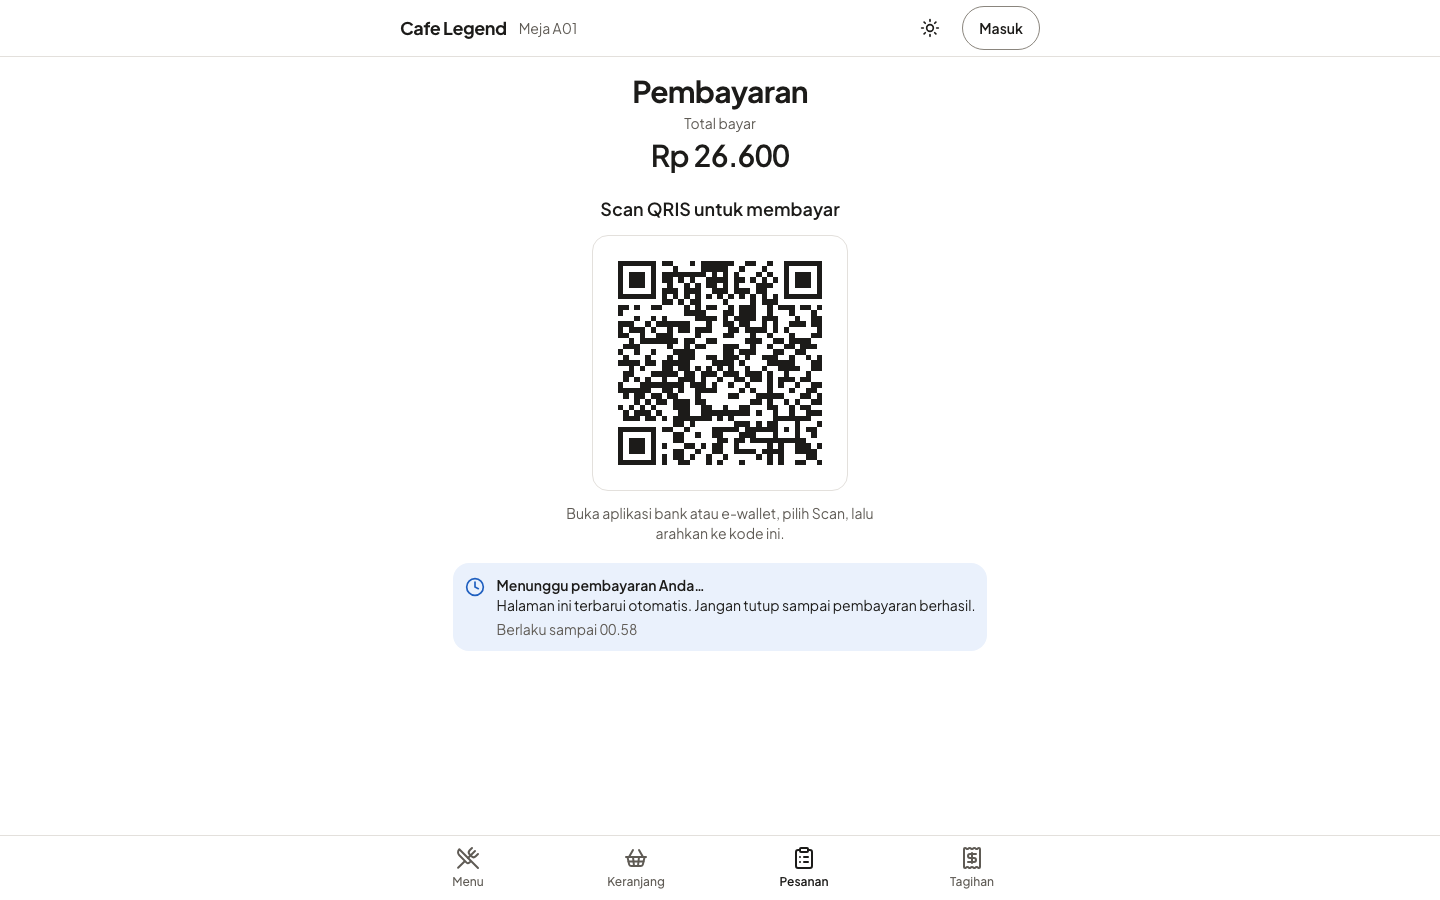 Cafe Legend
Meja A01
Masuk
Pembayaran
Total bayar
Rp 26.600
Scan QRIS untuk membayar
Buka aplikasi bank atau e-wallet, pilih Scan, lalu
arahkan ke kode ini.
Menunggu pembayaran Anda…
Halaman ini terbarui otomatis. Jangan tutup sampai pembayaran berhasil.
Berlaku sampai 00.58
Menu
Keranjang
Pesanan
Tagihan